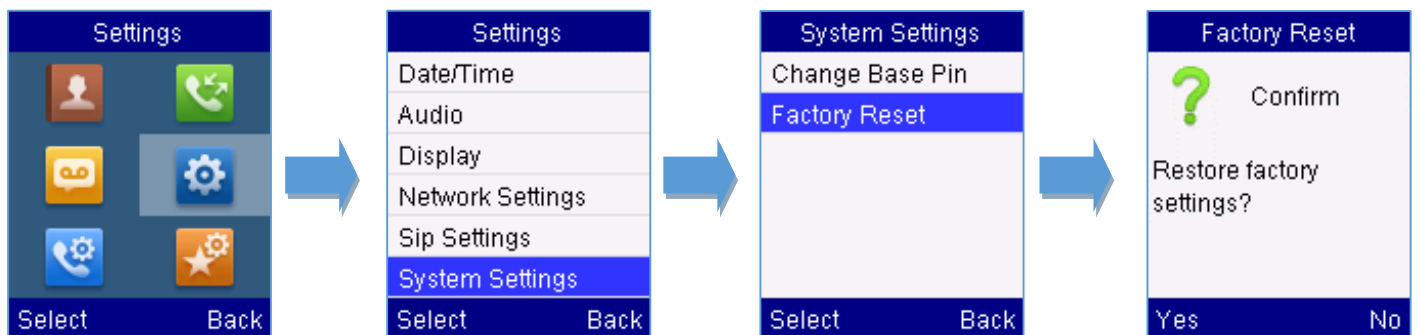 Settings
Select Back
Settings
Date/Time
Audio
Display
Network Settings
Sip Settings
System Settings
Select Back
System Settings
Change Base Pin
Factory Reset
Select Back
Factory Reset
Confirm
Restore factory
settings?
Yes No